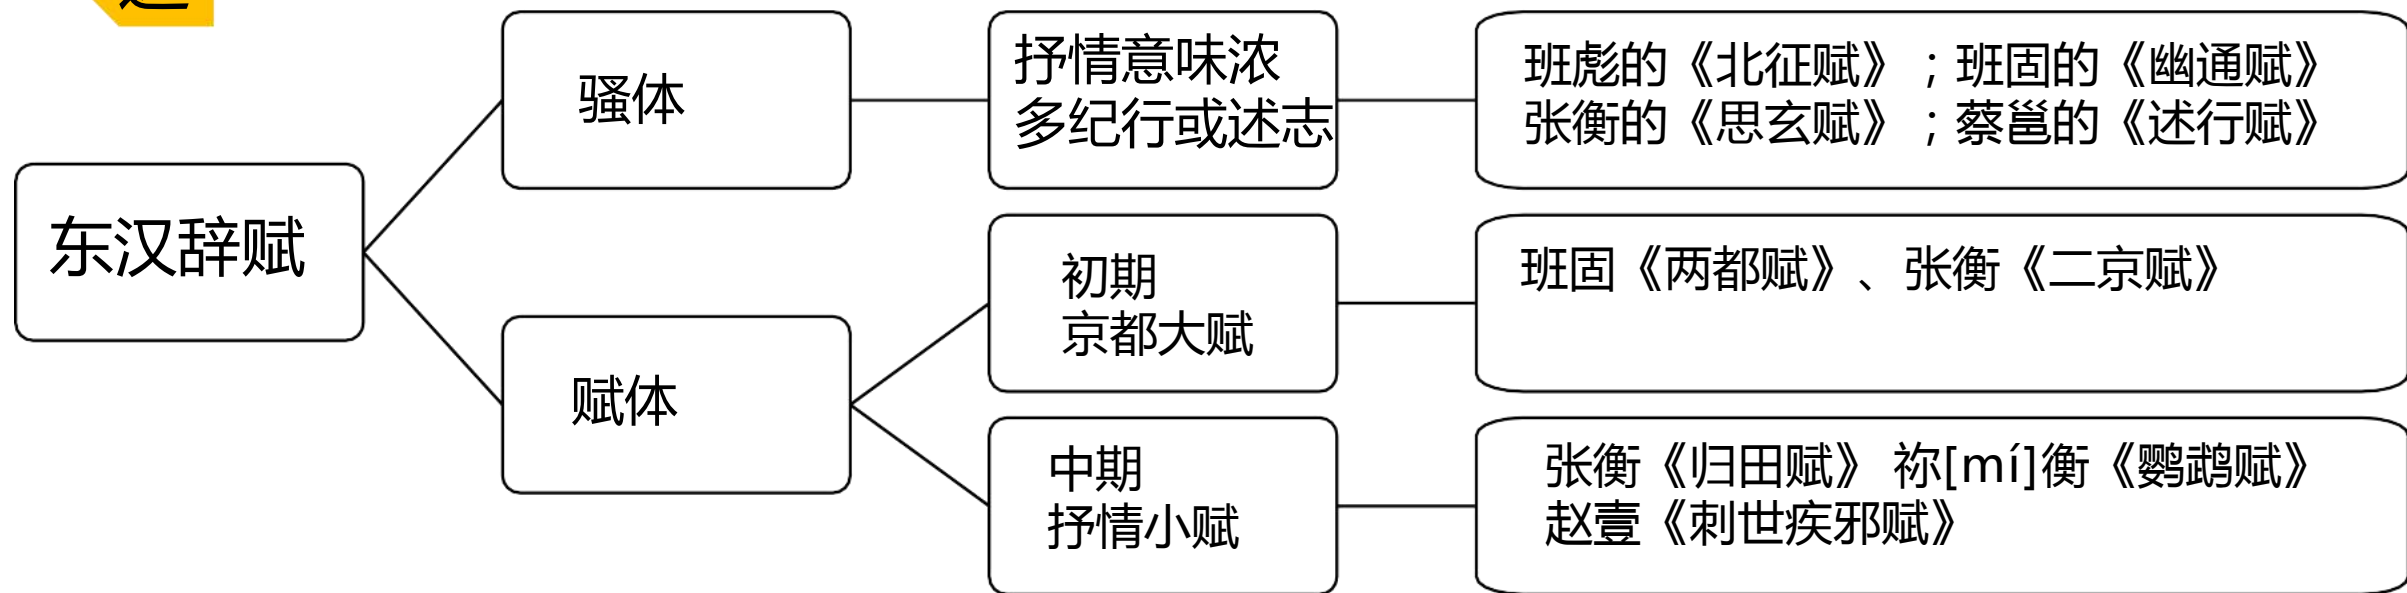 东汉辞赋
骚体
抒情意味浓
多纪行或述志
班彪的《北征赋》；班固的《幽通赋》
张衡的《思玄赋》；蔡邕的《述行赋》
赋体
初期
京都大赋
班固《两都赋》、张衡《二京赋》
中期
抒情小赋
张衡《归田赋》 祢[mí]衡《鹦鹉赋》
赵壹《刺世疾邪赋》